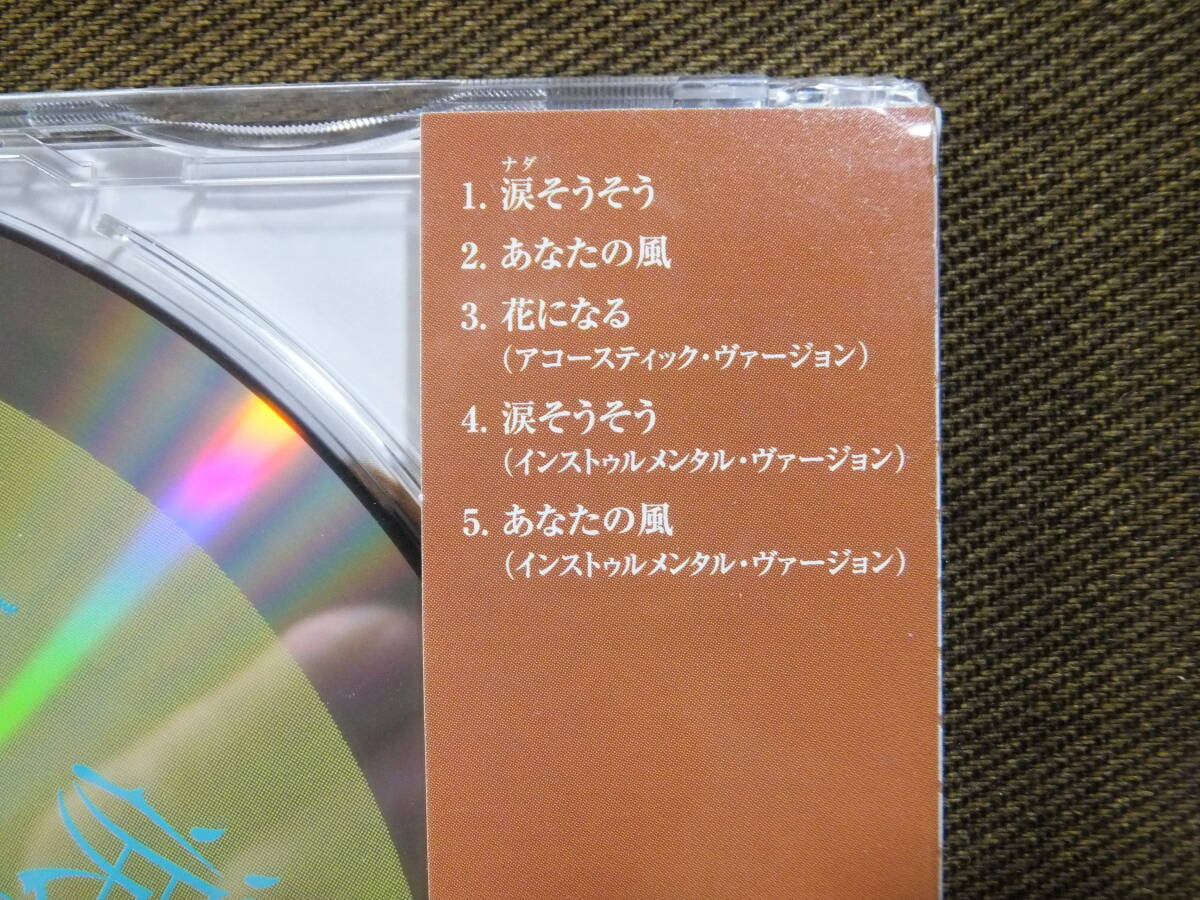 ナダ
1. 涙そうそう
2. あなたの風
3. 花になる
(アコースティック・ヴァージョン)
4. 涙そうそう
(インストゥルメンタル・ヴァージョン)
5. あなたの風
(インストゥルメンタル・ヴァージョン)